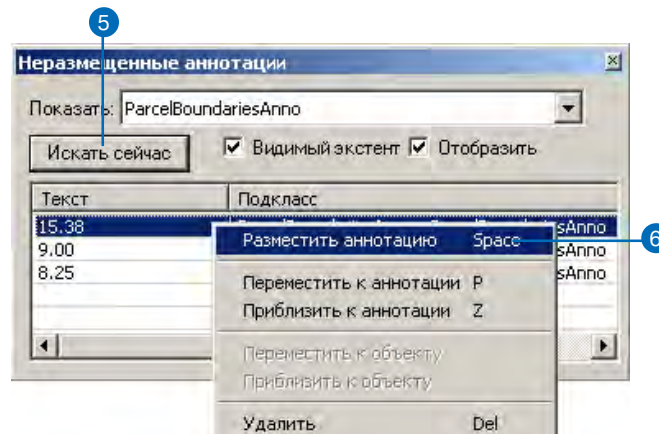 5
Неразмещенные аннотации
Показать: ParcelBoundariesAnno
Искать сейчас Видимый экстент Отобразить
Текст Подкласс
15.38 sAnno
Разместить аннотацию Space 6
9.00 sAnno
8.25 sAnno
Переместить к аннотации P
Приблизить к аннотации Z
Переместить к объекту
Приблизить к объекту
Удалить Del